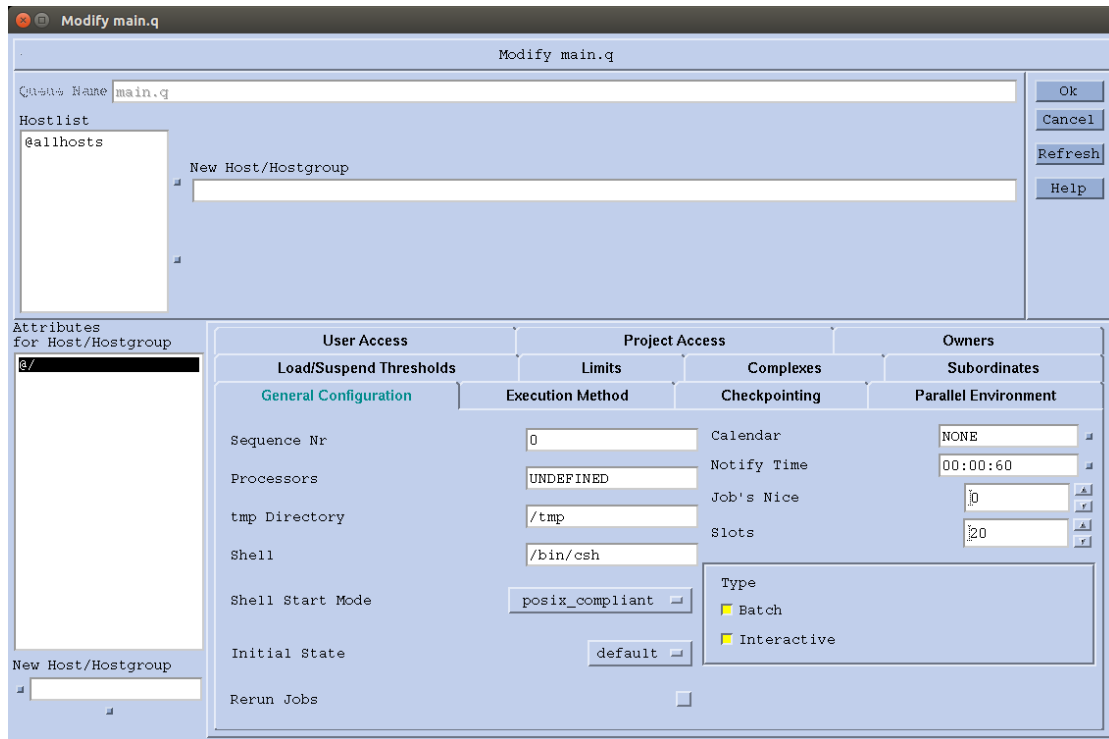 Modify main.q
Modify main.q
Queue Name main.q
Ok
Hostlist
Cancel
@allhosts
Refresh
New Host/Hostgroup
Help
Attributes
for Host/Hostgroup
@/
New Host/Hostgroup
User Access Project Access Owners
Load/Suspend Thresholds Limits Complexes Subordinates
General Configuration Execution Method Checkpointing Parallel Environment
Sequence Nr 0
Processors UNDEFINED
tmp Directory /tmp
Shell /bin/csh
Shell Start Mode posix_compliant
Initial State default
Rerun Jobs
Calendar NONE
Notify Time 00:00:60
Job's Nice 0
Slots 20
Type
Batch
Interactive